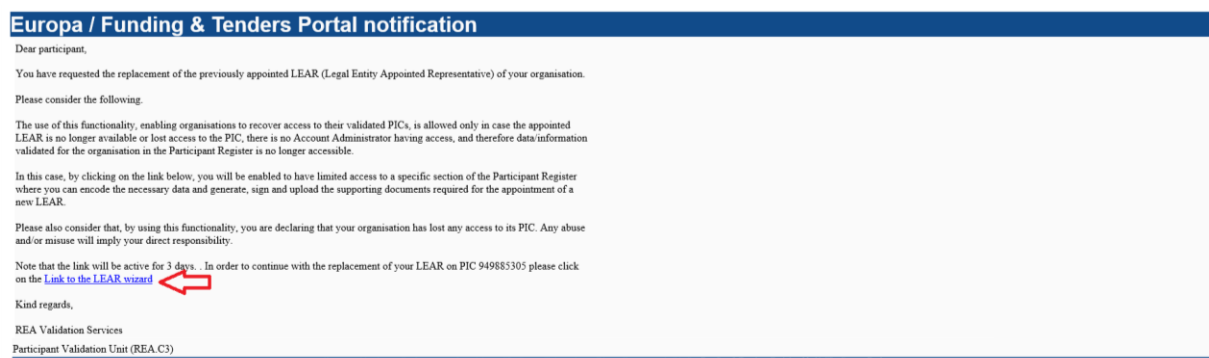 Europa / Funding & Tenders Portal notification
Dear participant,
You have requested the replacement of the previously appointed LEAR (Legal Entity Appointed Representative) of your organisation.
Please consider the following.
The use of this functionality, enabling organisations to recover access to their validated PICs, is allowed only in case the appointed
LEAR is no longer available or lost access to the PIC, there is no Account Administrator having access, and therefore data/information
validated for the organisation in the Participant Register is no longer accessible.
In this case, by clicking on the link below, you will be enabled to have limited access to a specific section of the Participant Register
where you can encode the necessary data and generate, sign and upload the supporting documents required for the appointment of a
new LEAR.
Please also consider that, by using this functionality, you are declaring that your organisation has lost any access to its PIC. Any abuse
and/or misuse will imply your direct responsibility.
Note that the link will be active for 3 days. . In order to continue with the replacement of your LEAR on PIC 949885305 please click
on the Link to the LEAR wizard
Kind regards,
REA Validation Services
Participant Validation Unit (REA.C3)